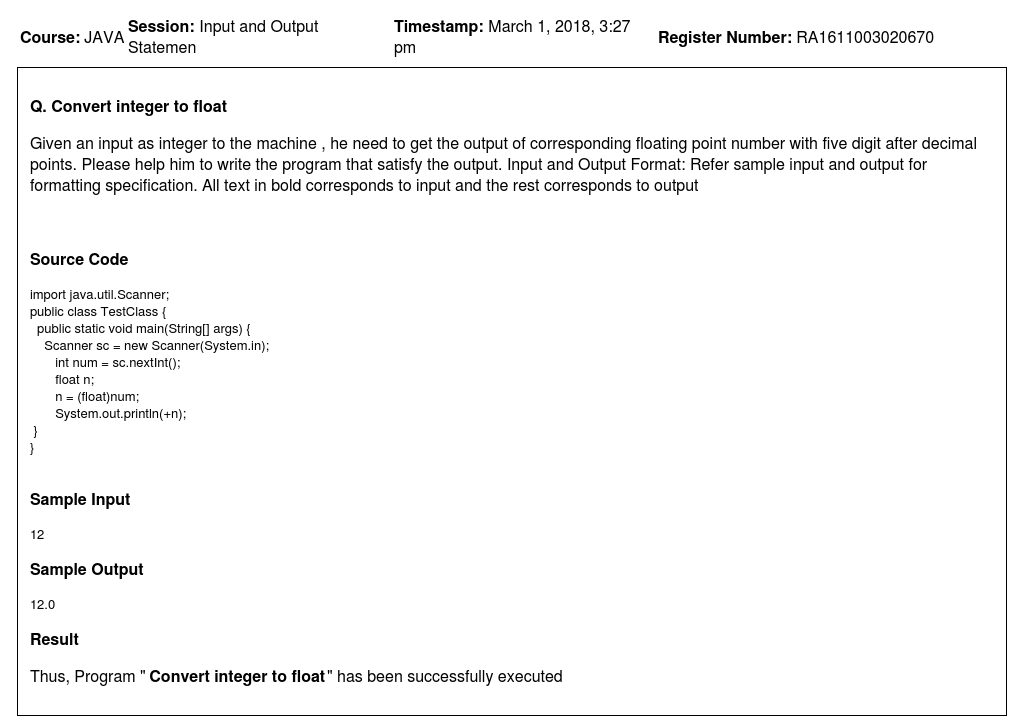 Course: JAVA Session: Input and Output Statemen Timestamp: March 1, 2018, 3:27 pm Register Number: RA1611003020670
Q. Convert integer to float
Given an input as integer to the machine , he need to get the output of corresponding floating point number with five digit after decimal
points. Please help him to write the program that satisfy the output. Input and Output Format: Refer sample input and output for
formatting specification. All text in bold corresponds to input and the rest corresponds to output
Source Code
import java.util.Scanner;
public class TestClass {
  public static void main(String[] args) {
    Scanner sc = new Scanner(System.in);
       int num = sc.nextInt();
       float n;
       n = (float)num;
       System.out.println(+n);
 }
}
Sample Input
12
Sample Output
12.0
Result
Thus, Program " Convert integer to float" has been successfully executed